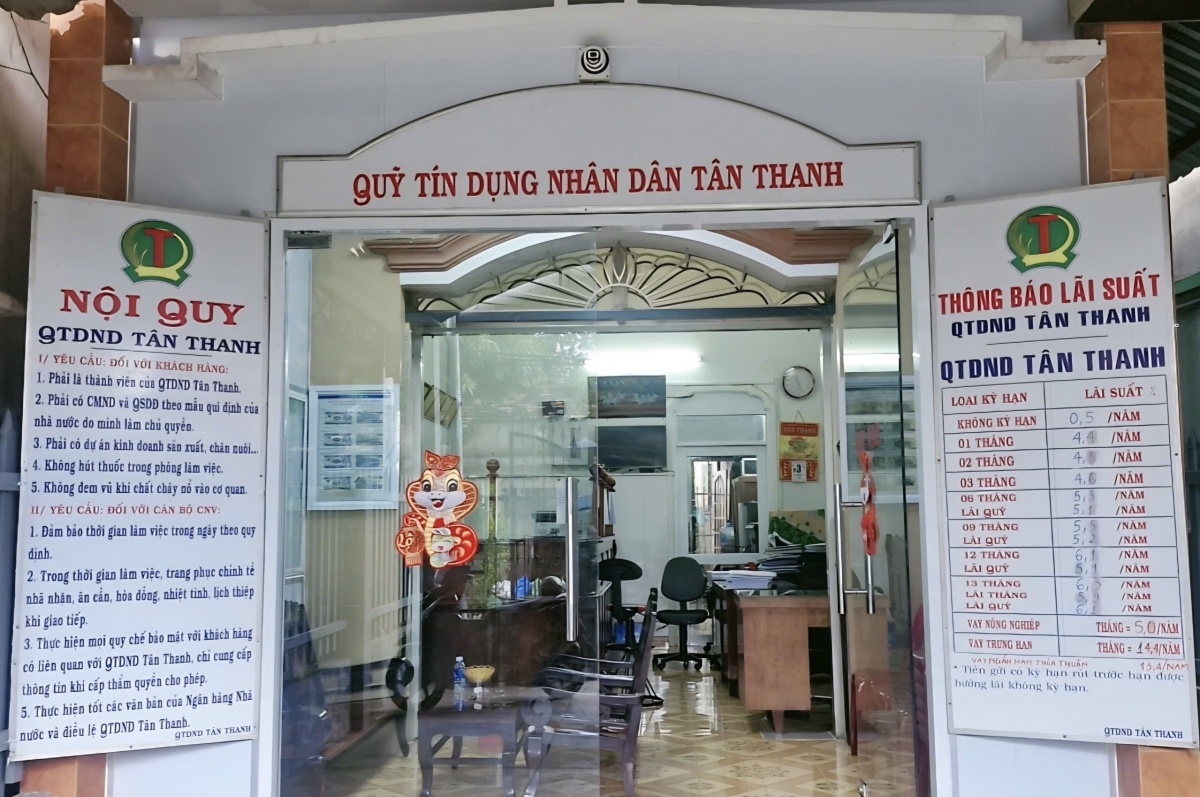 QUỸ TÍN DỤNG NHÂN DÂN TÂN THANH
NỘI QUY
QTDND TÂN THANH
I/ YÊU CẦU: ĐỐI VỚI KHÁCH HÀNG:
1. Phải là thành viên của QTDND Tân Thanh.
2. Phải có CMND và QSDĐ theo mẫu qui định của
nhà nước do mình làm chủ quyền.
3. Phải có dự án kinh doanh sản xuất, chăn nuôi...
4. Không hút thuốc trong phòng làm việc.
5. Không đem vũ khí chất cháy nổ vào cơ quan.
II/ YÊU CẦU: ĐỐI VỚI CÁN BỘ CNV:
1. Đảm bảo thời gian làm việc trong ngày theo quy
định.
2. Trong thời gian làm việc, trang phục chỉnh tề
nhã nhặn, ân cần, hòa đồng, nhiệt tình, lịch thiệp
khi giao tiếp.
3. Thực hiện mọi quy chế bảo mật với khách hàng
có liên quan với QTDND Tân Thanh, chỉ cung cấp
thông tin khi cấp thẩm quyền cho phép.
5. Thực hiện tốt các văn bản của Ngân hàng Nhà
nước và điều lệ QTDND Tân Thanh.
QTDND TÂN THANH
THÔNG BÁO LÃI SUẤT
QTDND TÂN THANH
QTDND TÂN THANH
LOẠI KỲ HẠN LÃI SUẤT %
KHÔNG KỲ HẠN 0,5 /NĂM
01 THÁNG /NĂM
02 THÁNG /NĂM
03 THÁNG /NĂM
06 THÁNG /NĂM
LÃI QUÝ /NĂM
09 THÁNG /NĂM
LÃI QUÝ /NĂM
12 THÁNG /NĂM
LÃI QUÝ /NĂM
13 THÁNG /NĂM
LÃI THÁNG /NĂM
LÃI QUÝ /NĂM
VAY NÔNG NGHIỆP THÁNG = 5,0/NĂM
VAY TRUNG HẠN THÁNG = 14,4/NĂM
VAY NGẮN HẠN THỎA THUẬN 13.4/NĂM
* Tiền gửi có kỳ hạn rút trước hạn được
hưởng lãi không kỳ hạn.
QTDND TÂN THANH